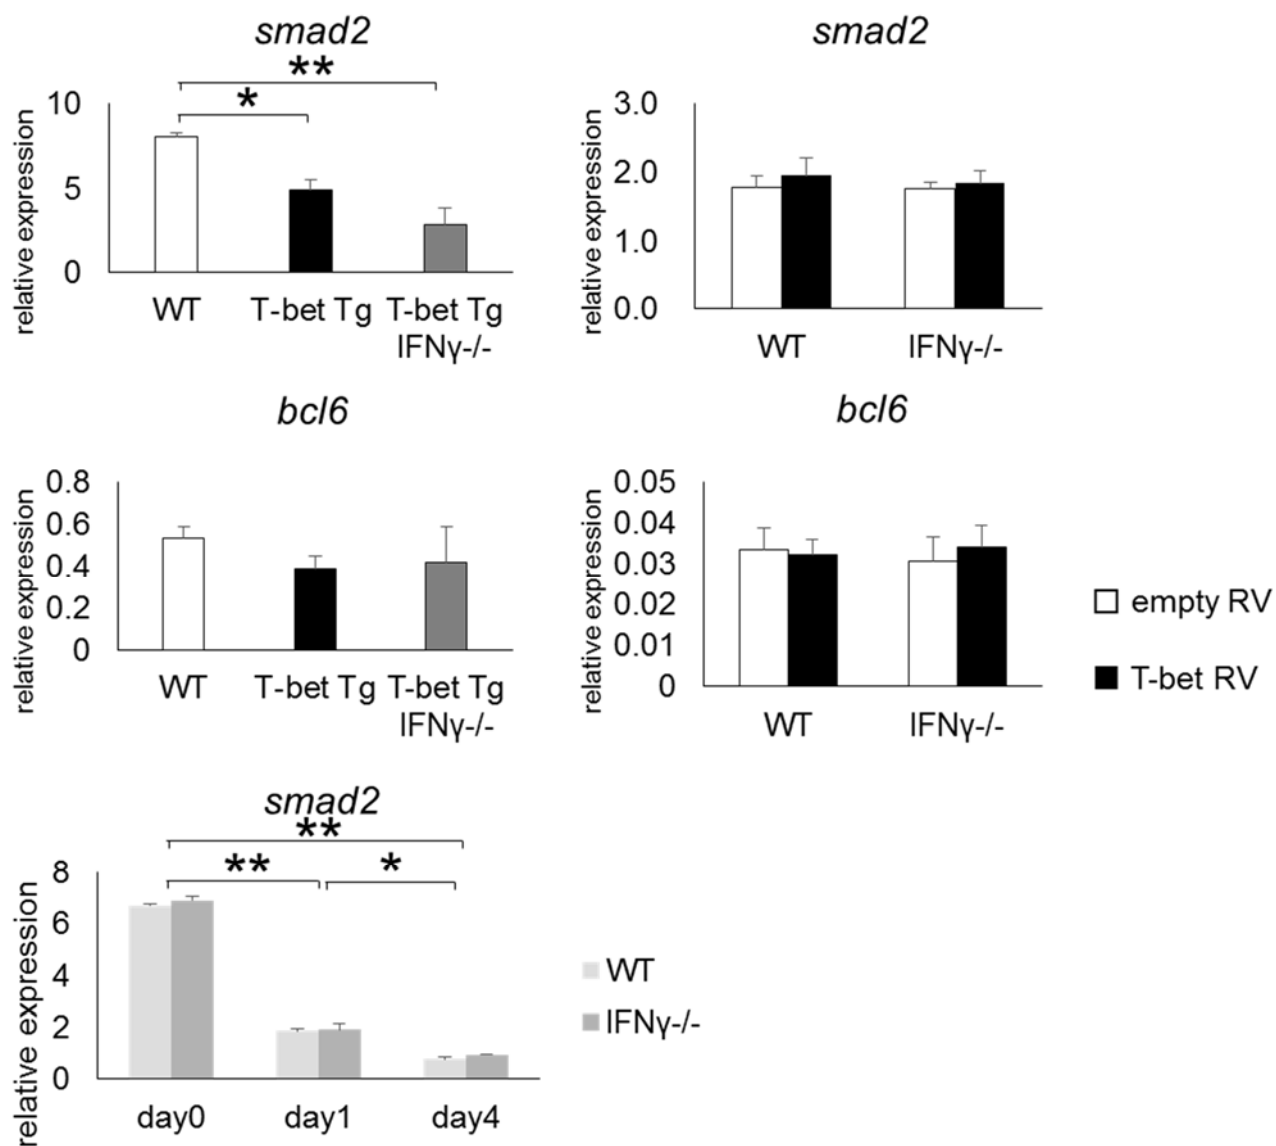 smad2
**
*
relative expression
10
5
0
WT
T-bet Tg
T-bet Tg
IFNγ-/-
smad2
relative expression
3.0
2.0
1.0
0.0
WT
IFNγ-/-
bcl6
relative expression
0.8
0.6
0.4
0.2
0
WT
T-bet Tg
T-bet Tg
IFNγ-/-
bcl6
relative expression
0.05
0.04
0.03
0.02
0.01
0
WT
IFNγ-/-
empty RV
T-bet RV
smad2
**
**
*
relative expression
8
6
4
2
0
day0
day1
day4
WT
IFNγ-/-